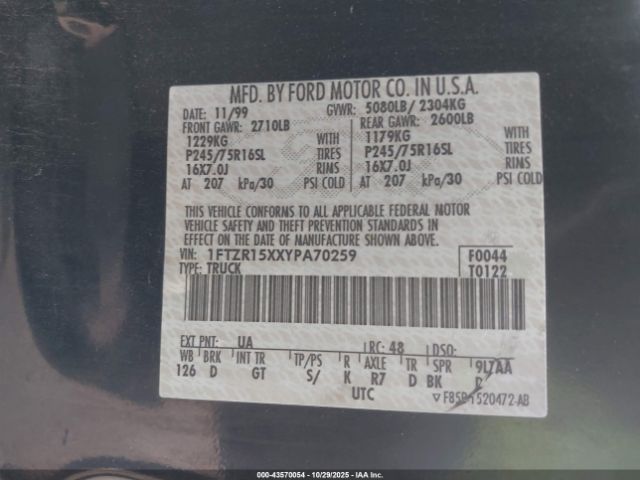 MFD. BY FORD MOTOR CO. IN U.S.A.
DATE: 11/99 GVWR: 5080LB/ 2304KG
FRONT GAWR: 2710LB REAR GAWR: 2600LB
1229KG WITH 1179KG WITH
P245/75R16SL TIRES P245/75R16SL TIRES
16X7.0J RIMS 16X7.0J RIMS
AT 207 kPa/30 PSI COLD AT 207 kPa/30 PSI COLD
THIS VEHICLE CONFORMS TO ALL APPLICABLE FEDERAL MOTOR
VEHICLE SAFETY AND THEFT PREVENTION STANDARDS IN
EFFECT ON THE DATE OF MANUFACTURE SHOWN ABOVE.
VIN: 1FTZR15XXYPA70259 F0044
TYPE: TRUCK T0122
EXT PNT: UA RC: 48 DSO:
WB BRK INT TR TP/PS R AXLE TR SPR 9L7AA
126 D GT S/ K R7 D BK
UTC 1520472-AB
00-43570054 | 10/29/2025 | IAA, Inc.